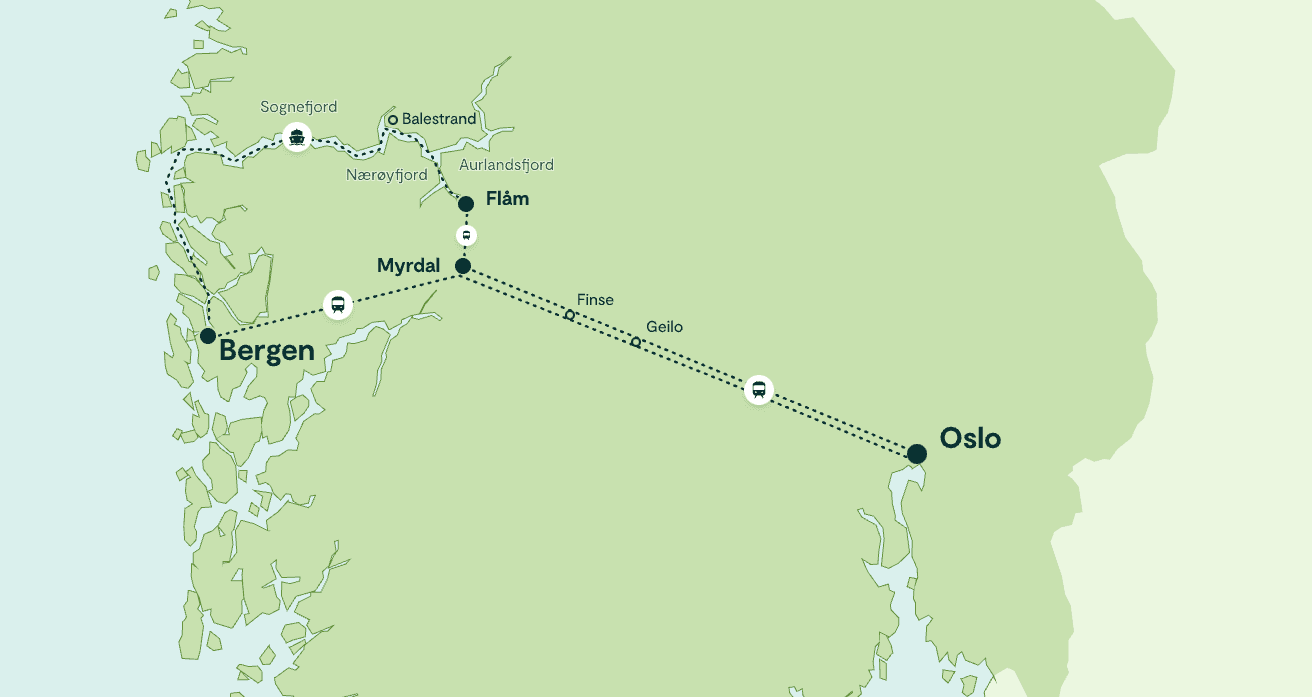 Sognefjord
Balestrand
Aurlandsfjord
Nærøyfjord
Flåm
Myrdal
Finse
Geilo
Bergen
Oslo